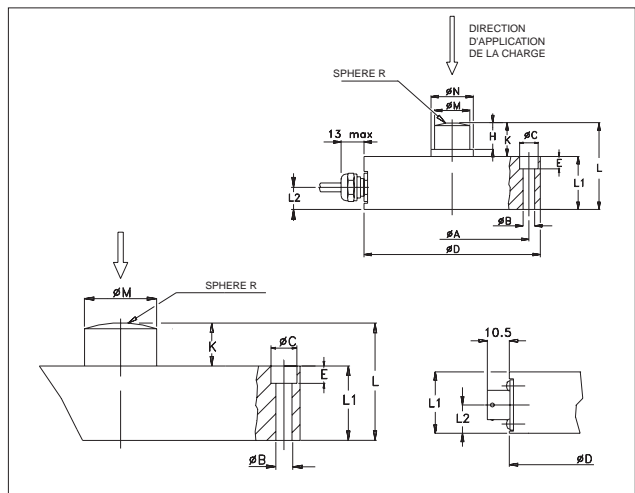 DIRECTION
D'APPLICATION
DE LA CHARGE
SPHERE R
øN
øM
13 max
H
K
øC
E
L1
L
L2
øB
øA
øD
øM
SPHERE R
K
øC
E
L1
L
øB
10.5
L1
L2
øD